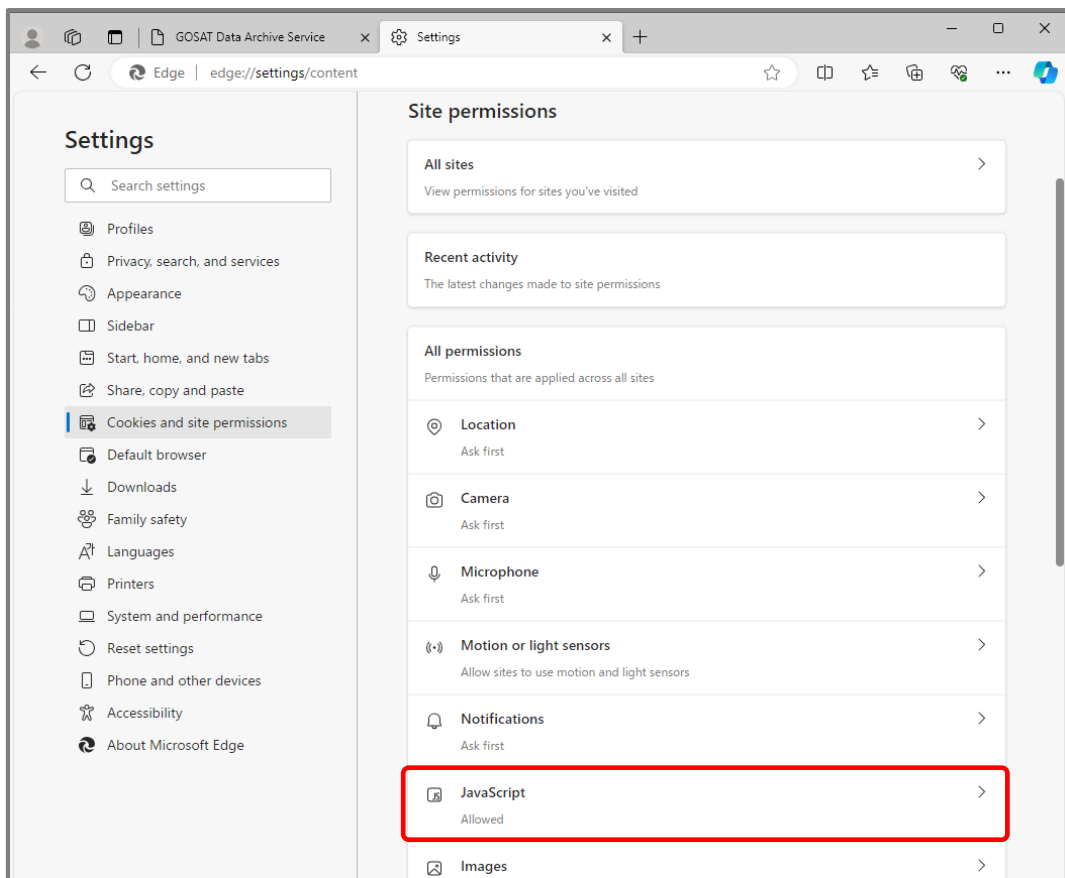 GOSAT Data Archive Service
Settings
Edge
edge://settings/content
Settings
Search settings
Profiles
Privacy, search, and services
Appearance
Sidebar
Start, home, and new tabs
Share, copy and paste
Cookies and site permissions
Default browser
Downloads
Family safety
Languages
Printers
System and performance
Reset settings
Phone and other devices
Accessibility
About Microsoft Edge
Site permissions
All sites
View permissions for sites you've visited
Recent activity
The latest changes made to site permissions
All permissions
Permissions that are applied across all sites
Location
Ask first
Camera
Ask first
Microphone
Ask first
Motion or light sensors
Allow sites to use motion and light sensors
Notifications
Ask first
JavaScript
Allowed
Images